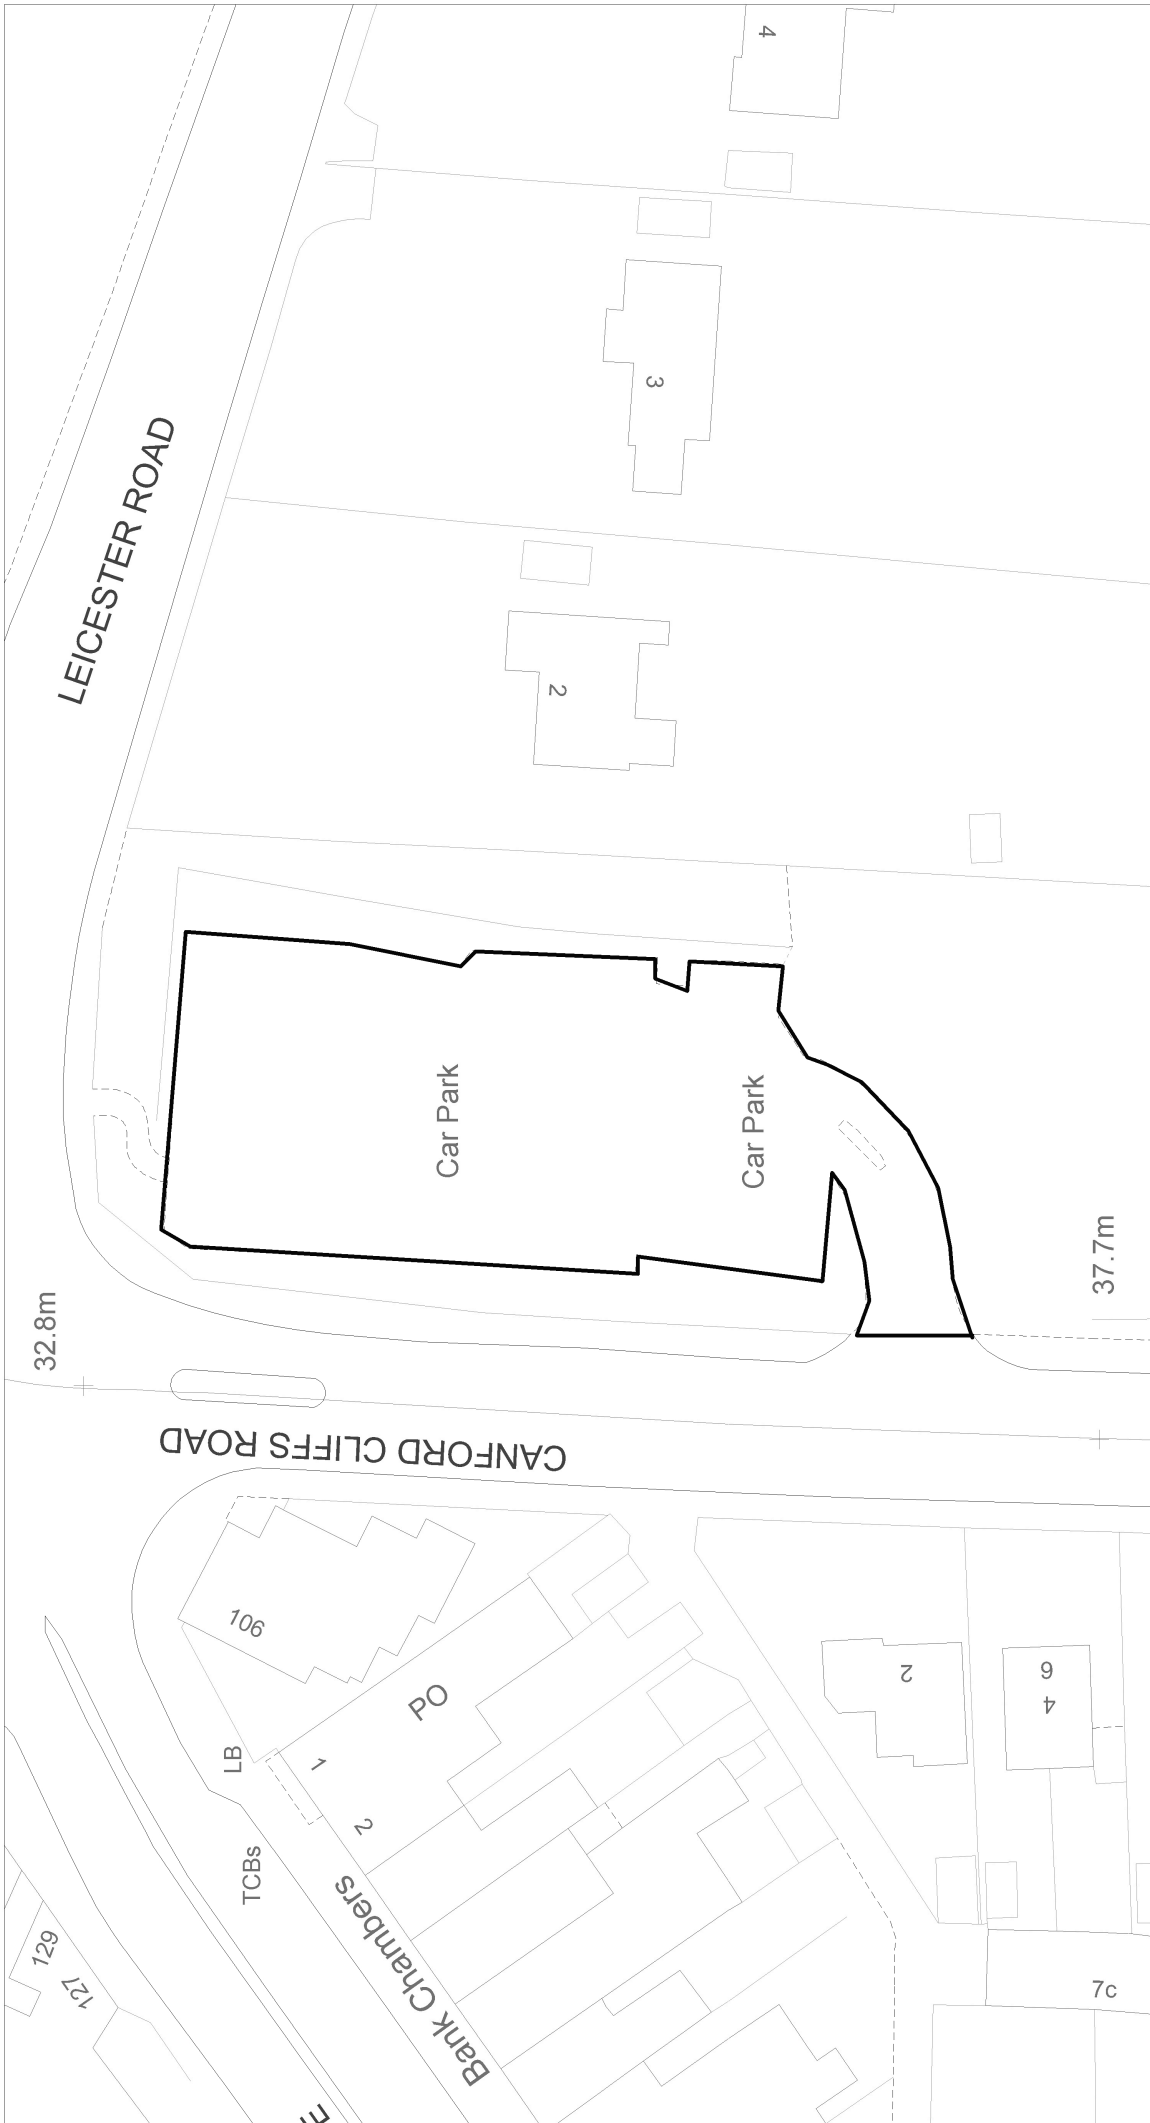 4
3
LEICESTER ROAD
2
Car Park
Car Park
37.7m
32.8m
CANFORD CLIFFS ROAD
106
PO
2
6
4
LB
1
2
TCBs
Bank Chambers
129
127
7c
E